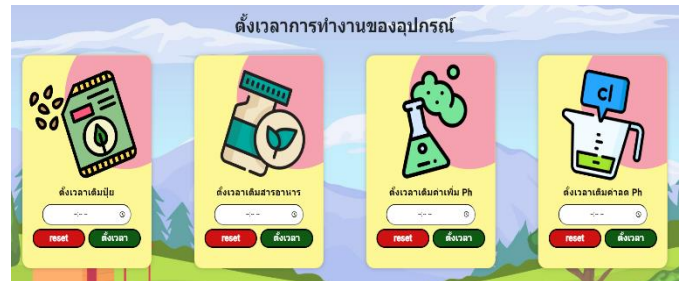 ตั้งเวลาการทำงานของอุปกรณ์
ตั้งเวลาเติมปุ๋ย
--:--
reset ตั้งเวลา
ตั้งเวลาเติมสารอาหาร
--:--
reset ตั้งเวลา
ตั้งเวลาเติมค่าเพิ่ม Ph
--:--
reset ตั้งเวลา
cl
ตั้งเวลาเติมค่าลด Ph
--:--
reset ตั้งเวลา